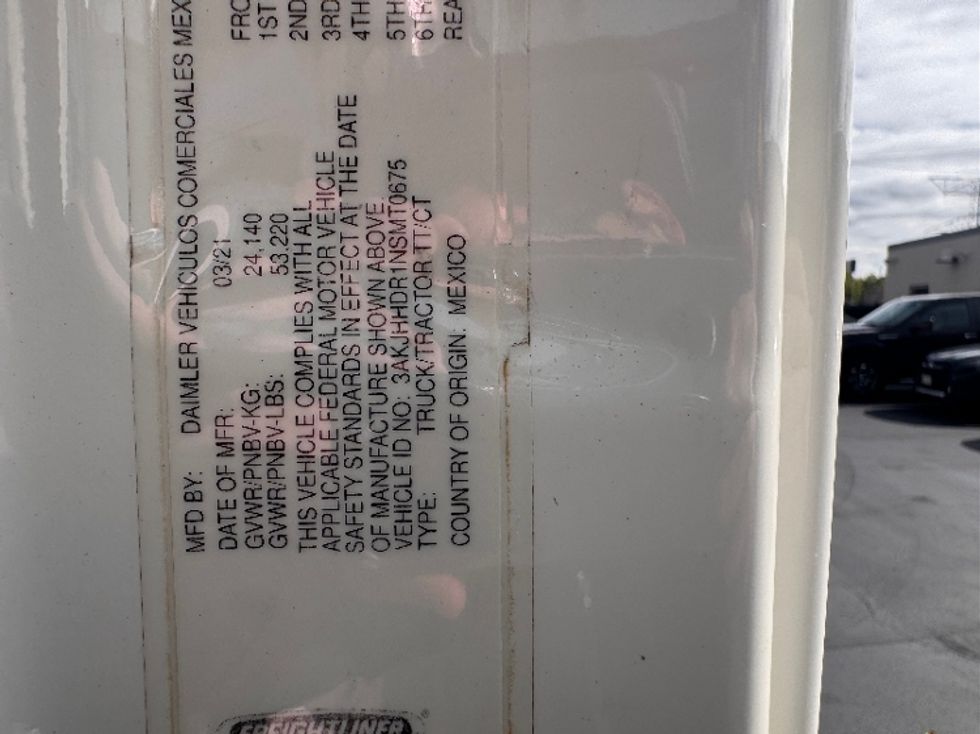 MFD BY: DAIMLER VEHICULOS COMERCIALES MEX
DATE OF MFR: 03/21
GVWR/PNBV-KG: 24,140
GVWR/PNBV-LBS: 53,220
THIS VEHICLE COMPLIES WITH ALL
APPLICABLE FEDERAL MOTOR VEHICLE
SAFETY STANDARDS IN EFFECT AT THE DATE
OF MANUFACTURE SHOWN ABOVE.
VEHICLE ID NO: 3AKJHHDR1NSMT0675
TYPE: TRUCK/TRACTOR TT/CT
COUNTRY OF ORIGIN: MEXICO
FRO
1ST
2ND
3RD
4TH
5TH
6TH
REA
FREIGHTLINER